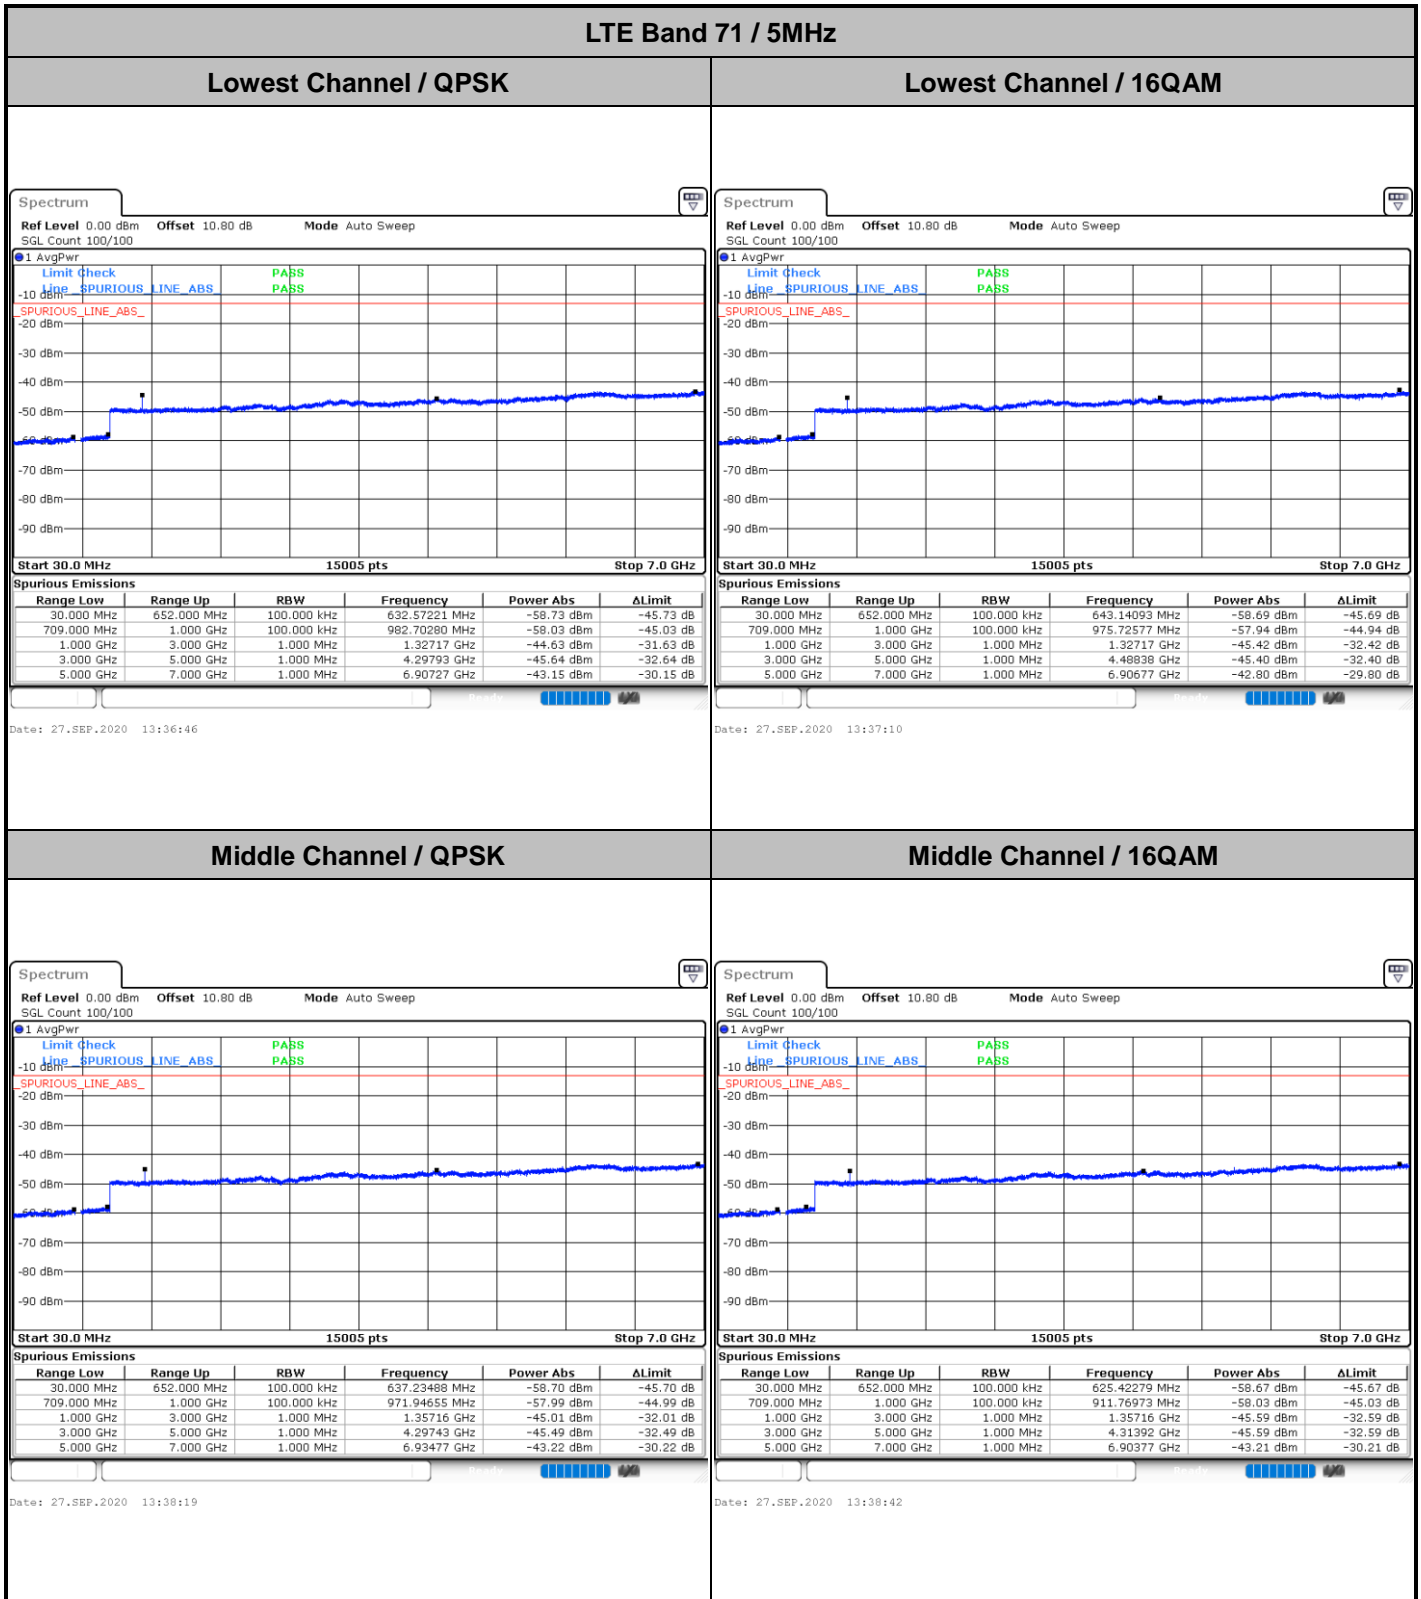 LTE Band 71 / 5MHz
Lowest Channel / QPSK
Lowest Channel / 16QAM
Spectrum
Ref Level 0.00 dBm Offset 10.80 dB Mode Auto Sweep
SGL Count 100/100
1 AvgPwr
Limit Check PASS
Line _SPURIOUS_LINE_ABS_ PASS
-10 dBm
_SPURIOUS_LINE_ABS_
-20 dBm
-30 dBm
-40 dBm
-50 dBm
-60 dBm
-70 dBm
-80 dBm
-90 dBm
Start 30.0 MHz 15005 pts Stop 7.0 GHz
Spurious Emissions
Range Low Range Up RBW Frequency Power Abs ΔLimit
30.000 MHz 652.000 MHz 100.000 kHz 632.57221 MHz -58.73 dBm -45.73 dB
709.000 MHz 1.000 GHz 100.000 kHz 982.70280 MHz -58.03 dBm -45.03 dB
1.000 GHz 3.000 GHz 1.000 MHz 1.32717 GHz -44.63 dBm -31.63 dB
3.000 GHz 5.000 GHz 1.000 MHz 4.29793 GHz -45.64 dBm -32.64 dB
5.000 GHz 7.000 GHz 1.000 MHz 6.90727 GHz -43.15 dBm -30.15 dB
Ready
Date: 27.SEP.2020 13:36:46
Spectrum
Ref Level 0.00 dBm Offset 10.80 dB Mode Auto Sweep
SGL Count 100/100
1 AvgPwr
Limit Check PASS
Line _SPURIOUS_LINE_ABS_ PASS
-10 dBm
_SPURIOUS_LINE_ABS_
-20 dBm
-30 dBm
-40 dBm
-50 dBm
-60 dBm
-70 dBm
-80 dBm
-90 dBm
Start 30.0 MHz 15005 pts Stop 7.0 GHz
Spurious Emissions
Range Low Range Up RBW Frequency Power Abs ΔLimit
30.000 MHz 652.000 MHz 100.000 kHz 643.14093 MHz -58.69 dBm -45.69 dB
709.000 MHz 1.000 GHz 100.000 kHz 975.72577 MHz -57.94 dBm -44.94 dB
1.000 GHz 3.000 GHz 1.000 MHz 1.32717 GHz -45.42 dBm -32.42 dB
3.000 GHz 5.000 GHz 1.000 MHz 4.48838 GHz -45.40 dBm -32.40 dB
5.000 GHz 7.000 GHz 1.000 MHz 6.90677 GHz -42.80 dBm -29.80 dB
Ready
Date: 27.SEP.2020 13:37:10
Middle Channel / QPSK
Middle Channel / 16QAM
Spectrum
Ref Level 0.00 dBm Offset 10.80 dB Mode Auto Sweep
SGL Count 100/100
1 AvgPwr
Limit Check PASS
Line _SPURIOUS_LINE_ABS_ PASS
-10 dBm
_SPURIOUS_LINE_ABS_
-20 dBm
-30 dBm
-40 dBm
-50 dBm
-60 dBm
-70 dBm
-80 dBm
-90 dBm
Start 30.0 MHz 15005 pts Stop 7.0 GHz
Spurious Emissions
Range Low Range Up RBW Frequency Power Abs ΔLimit
30.000 MHz 652.000 MHz 100.000 kHz 637.23488 MHz -58.70 dBm -45.70 dB
709.000 MHz 1.000 GHz 100.000 kHz 971.94655 MHz -57.99 dBm -44.99 dB
1.000 GHz 3.000 GHz 1.000 MHz 1.35716 GHz -45.01 dBm -32.01 dB
3.000 GHz 5.000 GHz 1.000 MHz 4.29743 GHz -45.49 dBm -32.49 dB
5.000 GHz 7.000 GHz 1.000 MHz 6.93477 GHz -43.22 dBm -30.22 dB
Ready
Date: 27.SEP.2020 13:38:19
Spectrum
Ref Level 0.00 dBm Offset 10.80 dB Mode Auto Sweep
SGL Count 100/100
1 AvgPwr
Limit Check PASS
Line _SPURIOUS_LINE_ABS_ PASS
-10 dBm
_SPURIOUS_LINE_ABS_
-20 dBm
-30 dBm
-40 dBm
-50 dBm
-60 dBm
-70 dBm
-80 dBm
-90 dBm
Start 30.0 MHz 15005 pts Stop 7.0 GHz
Spurious Emissions
Range Low Range Up RBW Frequency Power Abs ΔLimit
30.000 MHz 652.000 MHz 100.000 kHz 625.42279 MHz -58.67 dBm -45.67 dB
709.000 MHz 1.000 GHz 100.000 kHz 911.76973 MHz -58.03 dBm -45.03 dB
1.000 GHz 3.000 GHz 1.000 MHz 1.35716 GHz -45.59 dBm -32.59 dB
3.000 GHz 5.000 GHz 1.000 MHz 4.31392 GHz -45.59 dBm -32.59 dB
5.000 GHz 7.000 GHz 1.000 MHz 6.90377 GHz -43.21 dBm -30.21 dB
Ready
Date: 27.SEP.2020 13:38:42